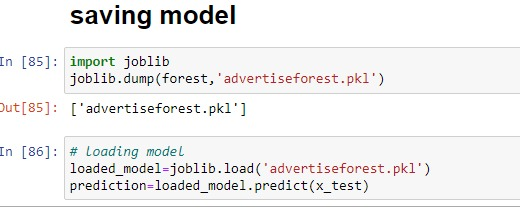 saving model
In [85]: import joblib
joblib.dump(forest,'advertiseforest.pkl')
Out[85]: ['advertiseforest.pkl']
In [86]: # loading model
loaded_model=joblib.load('advertiseforest.pkl')
prediction=loaded_model.predict(x_test)